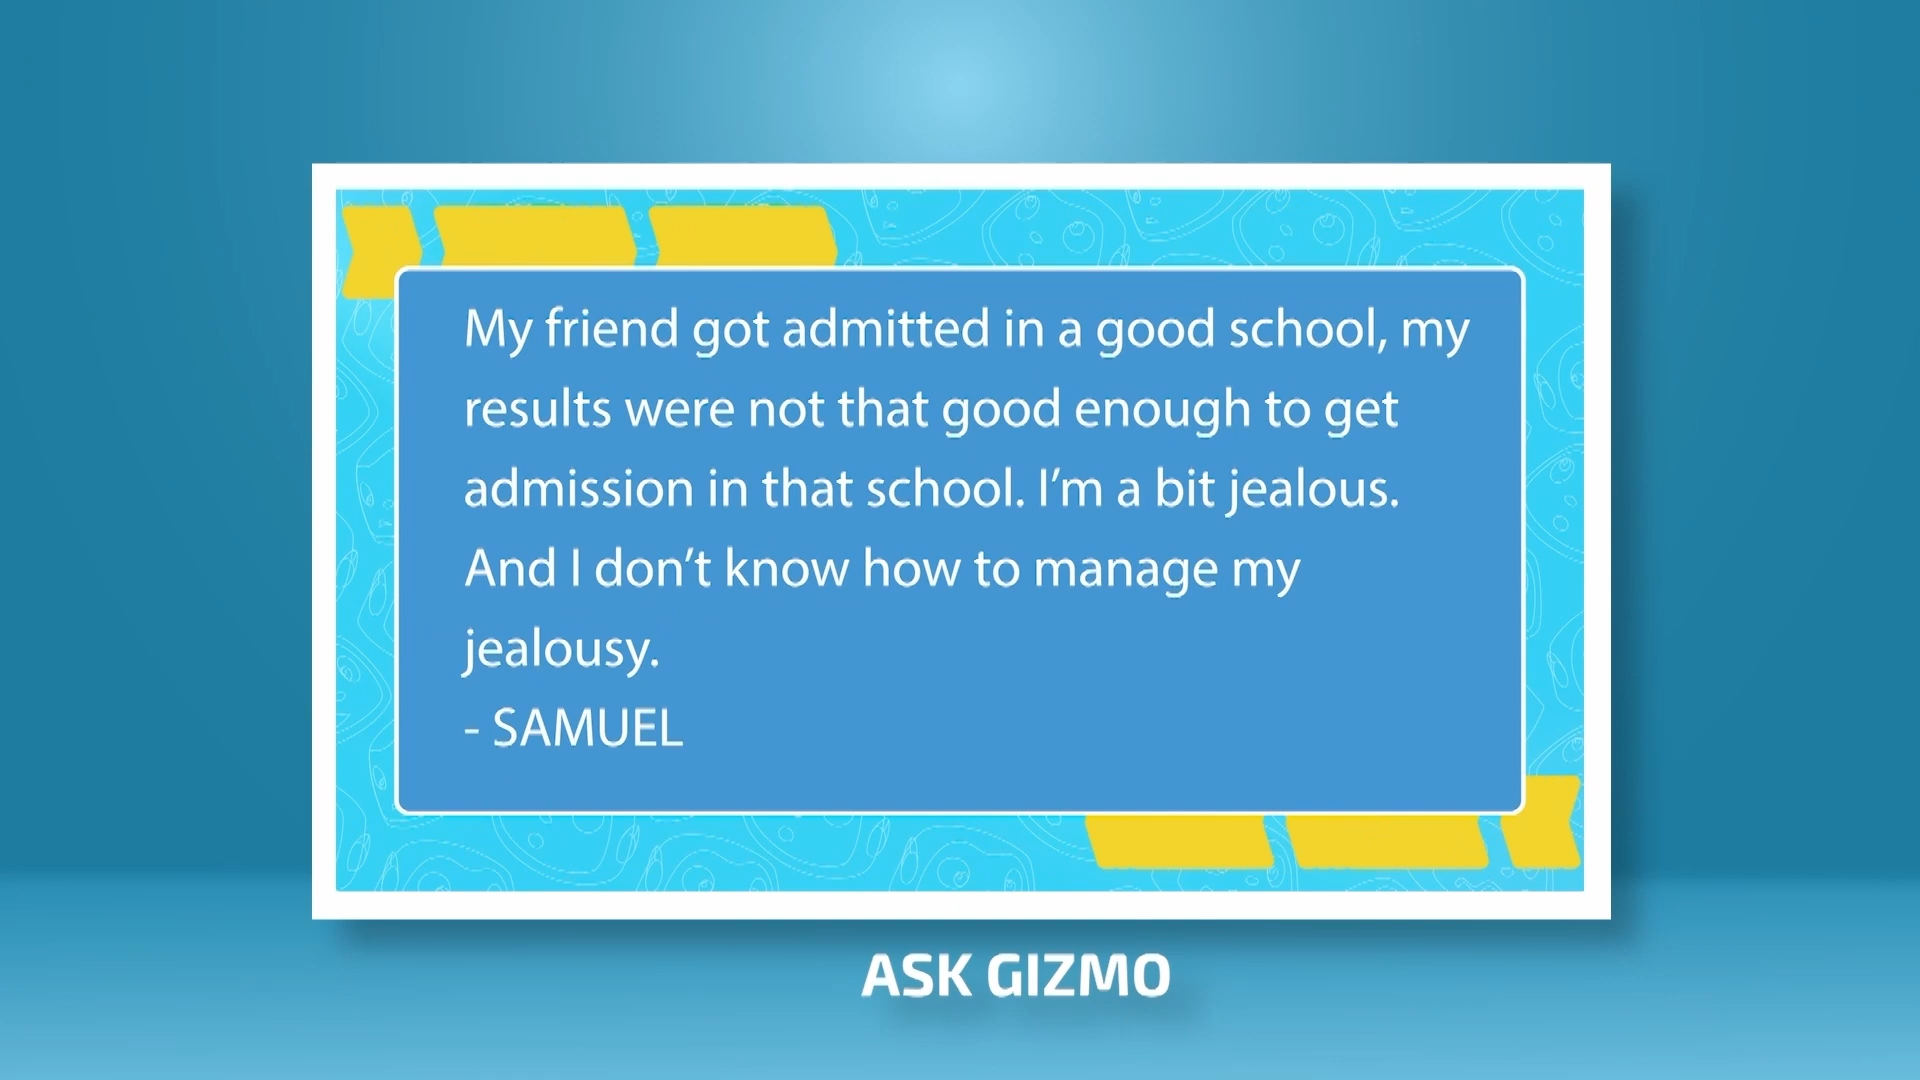 My friend got admitted in a good school, my
results were not that good enough to get
admission in that school. I’m a bit jealous.
And I don’t know how to manage my
jealousy.
- SAMUEL
ASK GIZMO